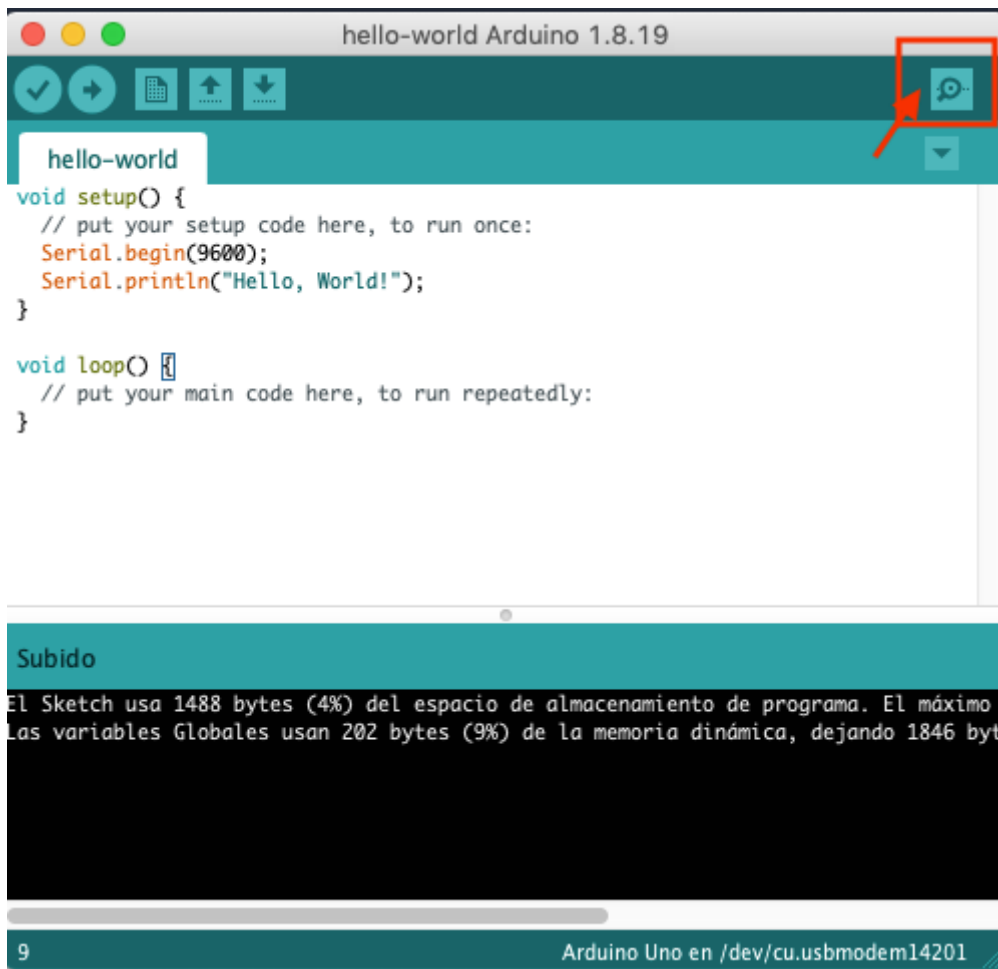 hello-world Arduino 1.8.19
hello-world
void setup() {
  // put your setup code here, to run once:
  Serial.begin(9600);
  Serial.println("Hello, World!");
}
void loop() {
  // put your main code here, to run repeatedly:
}
Subido
El Sketch usa 1488 bytes (4%) del espacio de almacenamiento de programa. El máximo
Las variables Globales usan 202 bytes (9%) de la memoria dinámica, dejando 1846 byt
9
Arduino Uno en /dev/cu.usbmodem14201